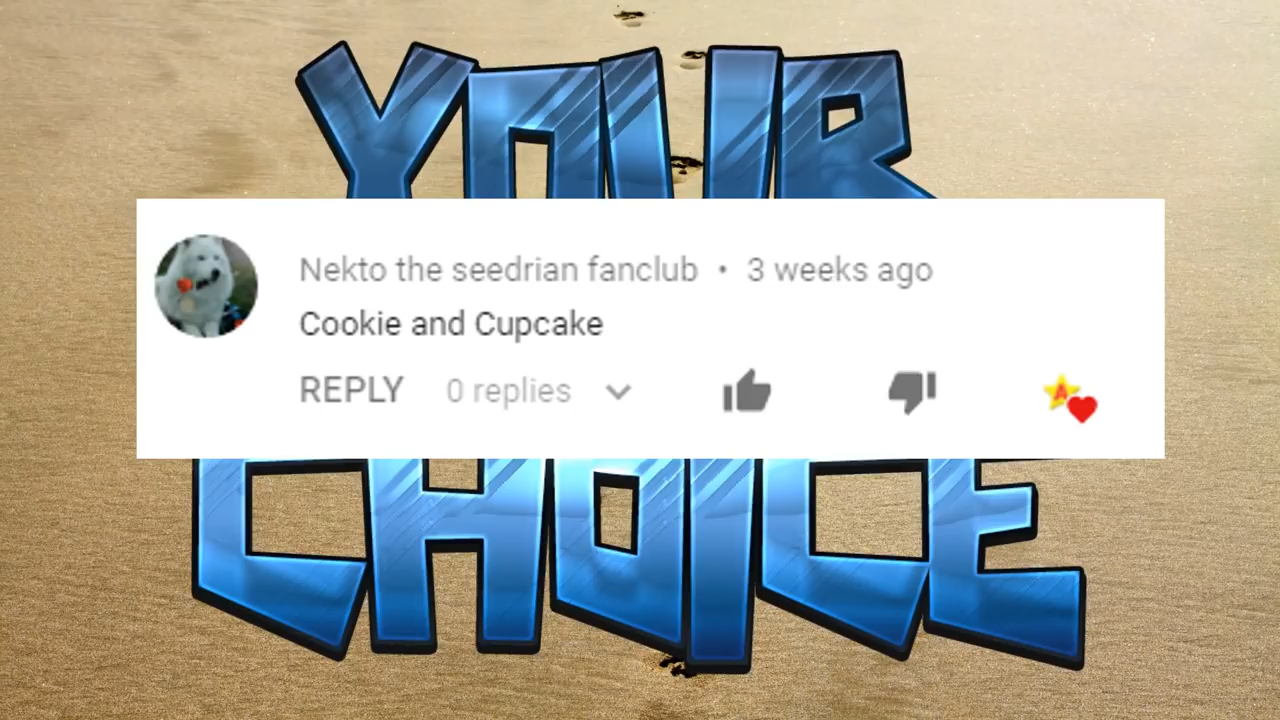 YOUR
Nekto the seedrian fanclub • 3 weeks ago
Cookie and Cupcake
REPLY 0 replies
A
CHOICE